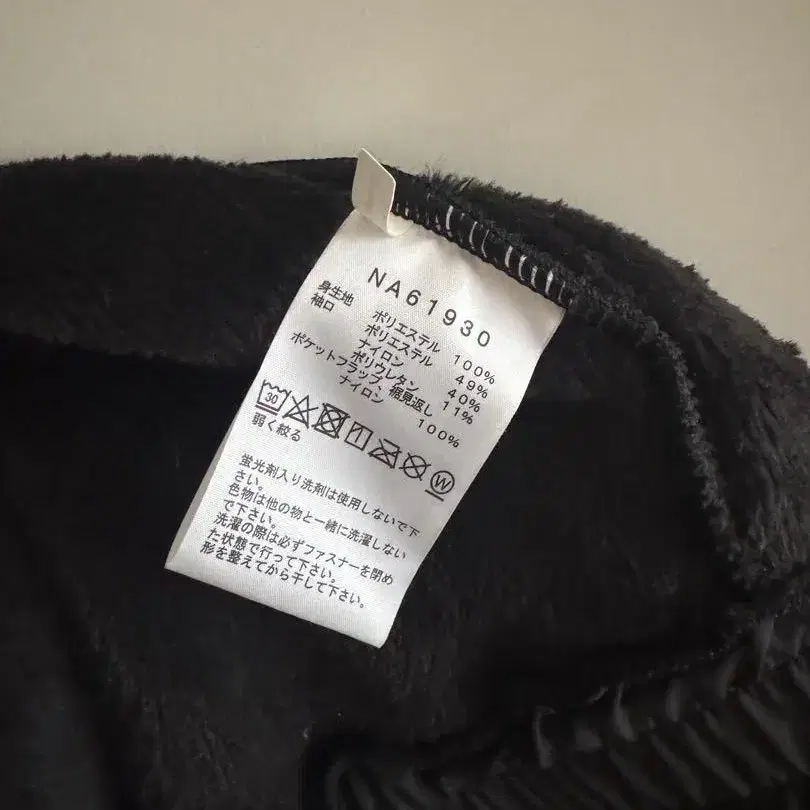 NA61930
身生地 ポリエステル 100%
袖口 ポリエステル 49%
ナイロン 40%
ポリウレタン 11%
ポケットフラップ、裾見返し
ナイロン 100%
30 W
弱く絞る
蛍光剤入り洗剤は使用しないで下
さい。
色物は他の物と一緒に洗濯しない
で下さい。
洗濯の際は必ずファスナーを閉め
た状態で行って下さい。
形を整えてから干して下さい。